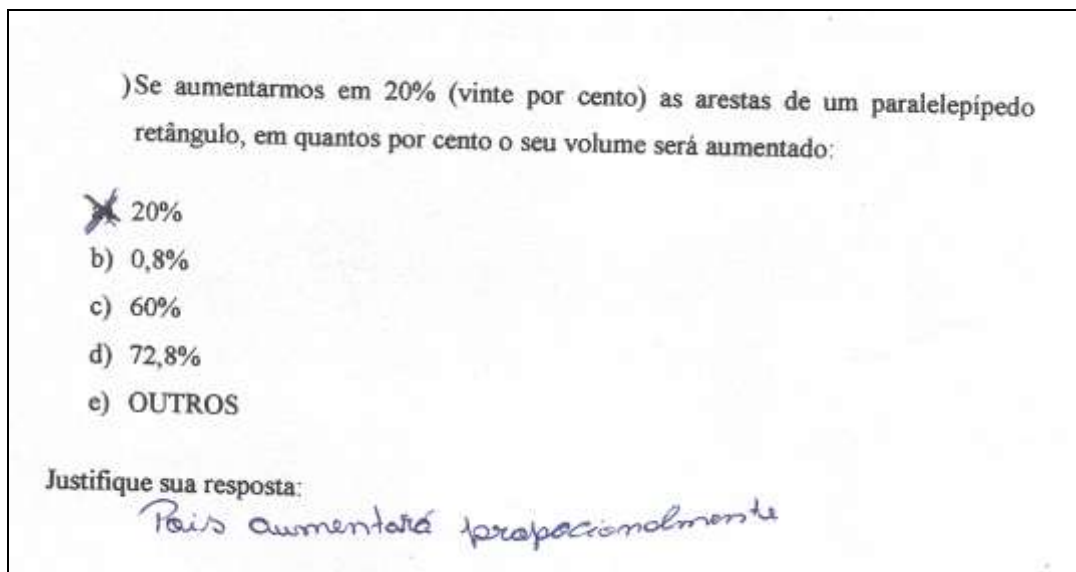 )Se aumentarmos em 20% (vinte por cento) as arestas de um paralelepípedo
retângulo, em quantos por cento o seu volume será aumentado:
20%
b) 0,8%
c) 60%
d) 72,8%
e) OUTROS
Justifique sua resposta:
Pois aumentará propocionalmente